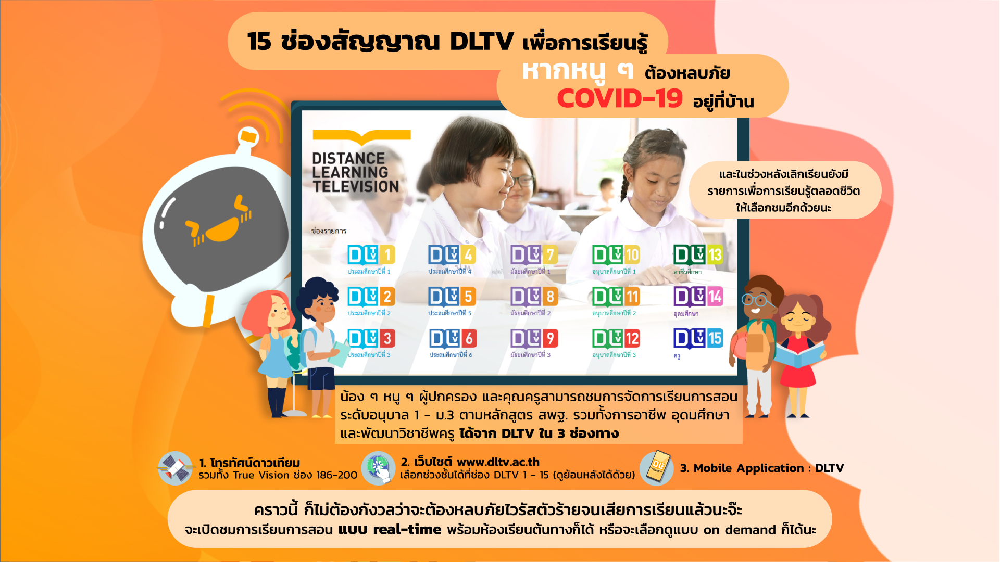 15 ช่องสัญญาณ DLTV เพื่อการเรียนรู้
หากหนู ๆ ต้องหลบภัย
COVID-19 อยู่ที่บ้าน
DISTANCE
LEARNING
TELEVISION
และในช่วงหลังเลิกเรียนยังมี
รายการเพื่อการเรียนรู้ตลอดชีวิต
ให้เลือกชมอีกด้วยนะ
ช่องรายการ
DLTV 1 DLTV 4 DLTV 7 DLTV 10 DLTV 13
ประถมศึกษาปีที่ 1 ประถมศึกษาปีที่ 4 มัธยมศึกษาปีที่ 1 อนุบาลศึกษาปีที่ 1 อาชีวศึกษา
DLTV 2 DLTV 5 DLTV 8 DLTV 11 DLTV 14
ประถมศึกษาปีที่ 2 ประถมศึกษาปีที่ 5 มัธยมศึกษาปีที่ 2 อนุบาลศึกษาปีที่ 2 อุดมศึกษา
DLTV 3 DLTV 6 DLTV 9 DLTV 12 DLTV 15
ประถมศึกษาปีที่ 3 ประถมศึกษาปีที่ 6 มัธยมศึกษาปีที่ 3 อนุบาลศึกษาปีที่ 3 ครู
น้อง ๆ หนู ๆ ผู้ปกครอง และคุณครูสามารถชมการจัดการเรียนการสอน
ระดับอนุบาล 1 - ม.3 ตามหลักสูตร สพฐ. รวมทั้งการอาชีพ อุดมศึกษา
และพัฒนาวิชาชีพครู ได้จาก DLTV ใน 3 ช่องทาง
1. โทรทัศน์ดาวเทียม
รวมทั้ง True Vision ช่อง 186-200
2. เว็บไซต์ www.dltv.ac.th
เลือกช่วงชั้นได้ที่ช่อง DLTV 1 - 15 (ดูย้อนหลังได้ด้วย)
3. Mobile Application : DLTV
คราวนี้ ก็ไม่ต้องกังวลว่าจะต้องหลบภัยไวรัสตัวร้ายจนเสียการเรียนแล้วนะจ๊ะ
จะเปิดชมการเรียนการสอน แบบ real-time พร้อมห้องเรียนต้นทางก็ได้ หรือจะเลือกดูแบบ on demand ก็ได้นะ